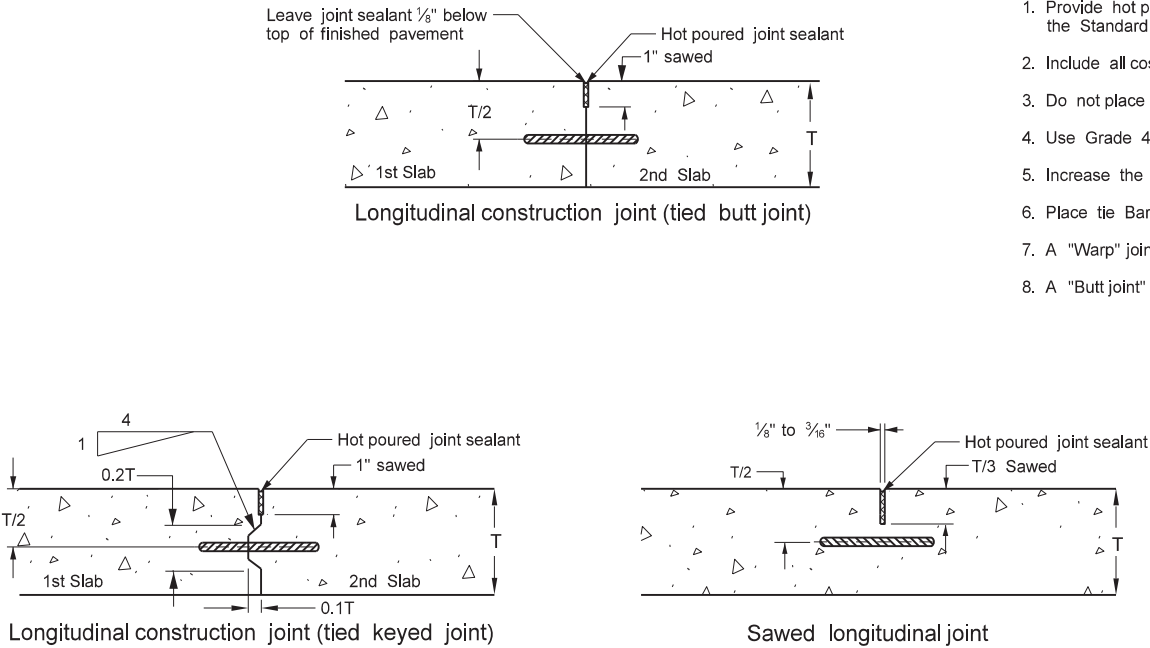 Leave joint sealant ⅛" below
top of finished pavement
Hot poured joint sealant
1" sawed
T/2
T
1st Slab
2nd Slab
Longitudinal construction joint (tied butt joint)
1. Provide hot p
the Standard
2. Include all cos
3. Do not place
4. Use Grade 4
5. Increase the
6. Place tie Bar
7. A "Warp" join
8. A "Butt joint"
4
1
0.2T
Hot poured joint sealant
1" sawed
T/2
T
1st Slab
2nd Slab
0.1T
Longitudinal construction joint (tied keyed joint)
⅛" to 3⁄16"
Hot poured joint sealant
T/2
T/3 Sawed
T
Sawed longitudinal joint